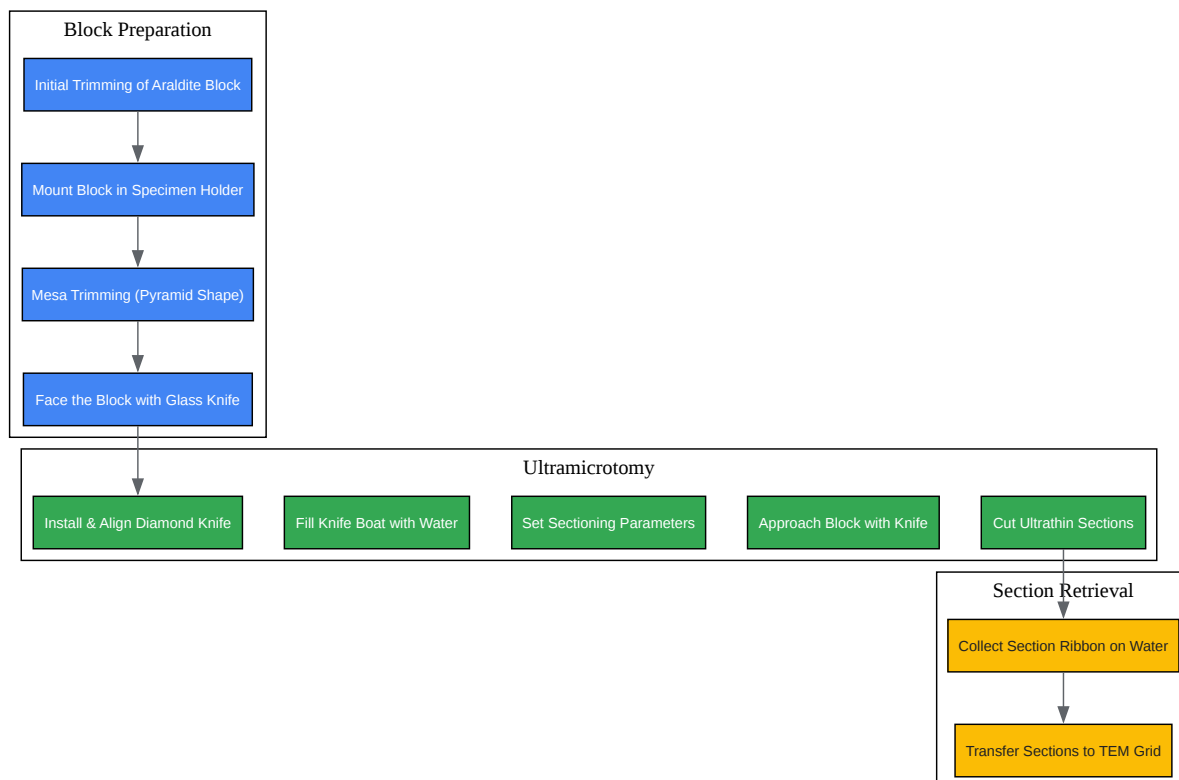 Block Preparation
Initial Trimming of Araldite Block
Mount Block in Specimen Holder
Mesa Trimming (Pyramid Shape)
Face the Block with Glass Knife
Ultramicrotomy
Install & Align Diamond Knife
Fill Knife Boat with Water
Set Sectioning Parameters
Approach Block with Knife
Cut Ultrathin Sections
Section Retrieval
Collect Section Ribbon on Water
Transfer Sections to TEM Grid